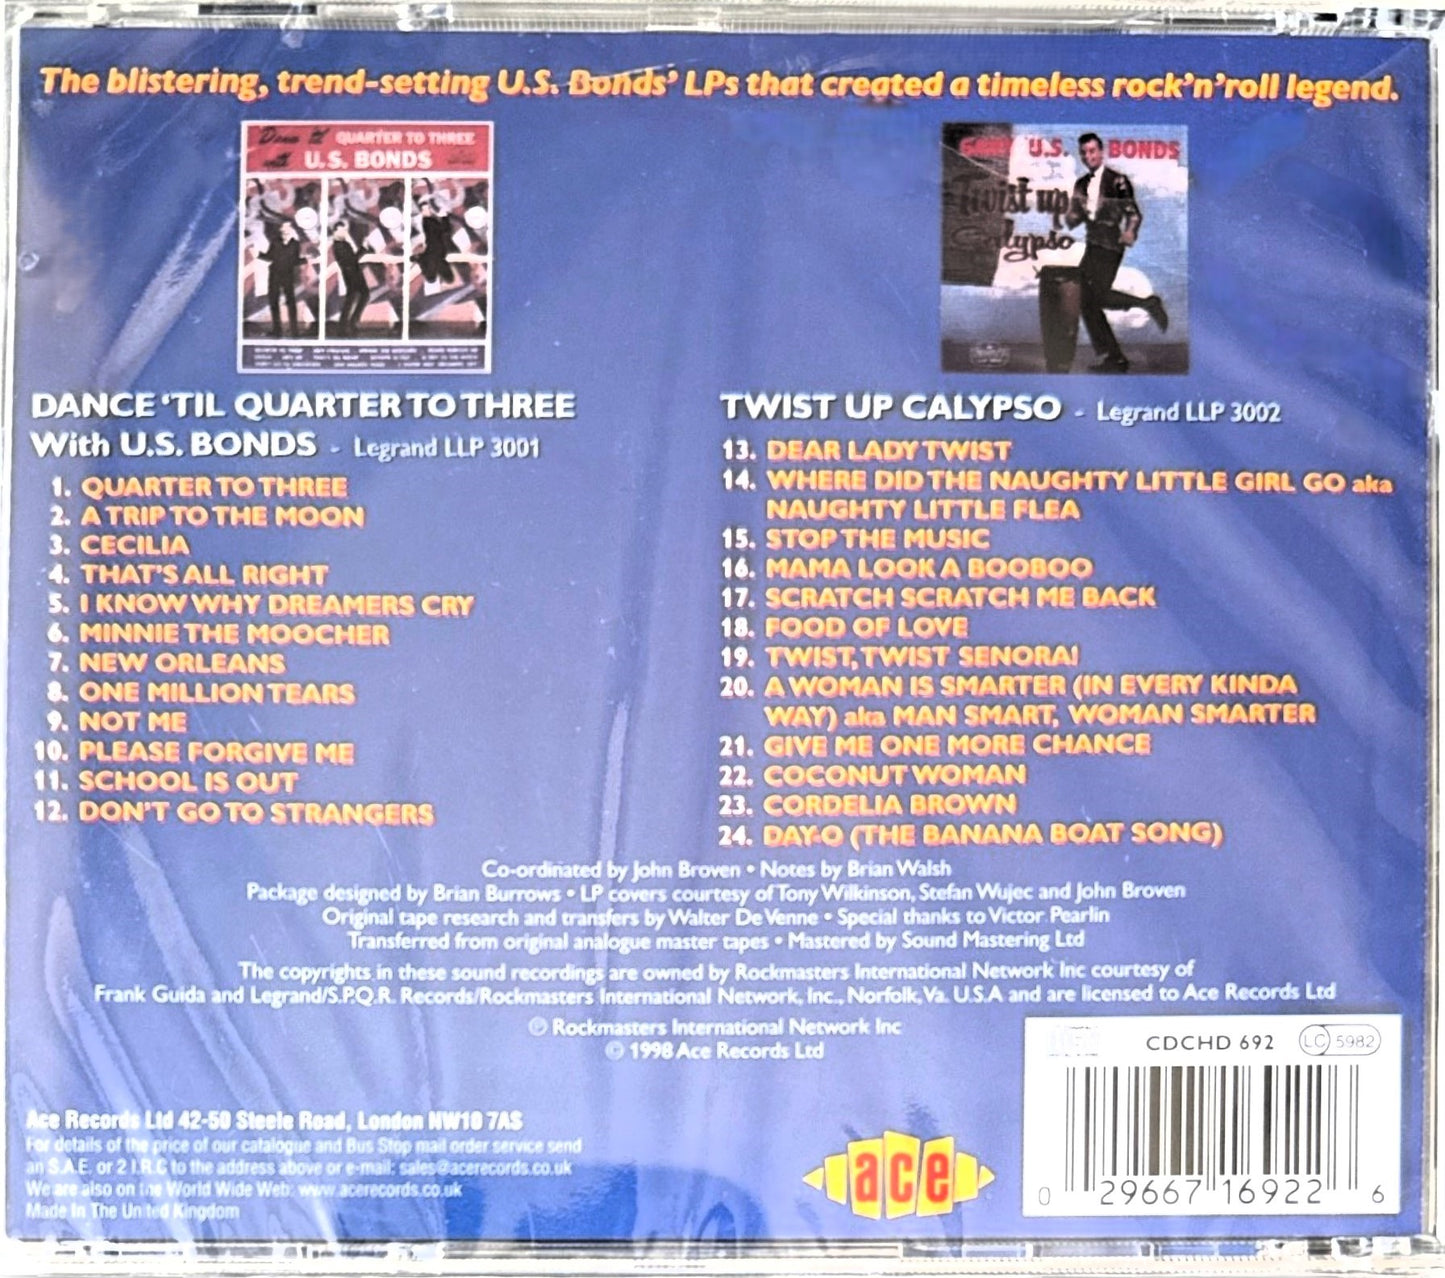 The blistering, trend-setting U.S. Bonds' LPs that created a timeless rock'n'roll legend.
Dance 'til QUARTER TO THREE
with U.S. BONDS
GARY U.S. BONDS
Twist up
Calypso
DANCE 'TIL QUARTER TO THREE
With U.S. BONDS - Legrand LLP 3001
1. QUARTER TO THREE
2. A TRIP TO THE MOON
3. CECILIA
4. THAT'S ALL RIGHT
5. I KNOW WHY DREAMERS CRY
6. MINNIE THE MOOCHER
7. NEW ORLEANS
8. ONE MILLION TEARS
9. NOT ME
10. PLEASE FORGIVE ME
11. SCHOOL IS OUT
12. DON'T GO TO STRANGERS
TWIST UP CALYPSO - Legrand LLP 3002
13. DEAR LADY TWIST
14. WHERE DID THE NAUGHTY LITTLE GIRL GO aka
NAUGHTY LITTLE FLEA
15. STOP THE MUSIC
16. MAMA LOOK A BOOBOO
17. SCRATCH SCRATCH ME BACK
18. FOOD OF LOVE
19. TWIST, TWIST SENORA
20. A WOMAN IS SMARTER (IN EVERY KINDA
WAY) aka MAN SMART, WOMAN SMARTER
21. GIVE ME ONE MORE CHANCE
22. COCONUT WOMAN
23. CORDELIA BROWN
24. DAY-O (THE BANANA BOAT SONG)
Co-ordinated by John Broven • Notes by Brian Walsh
Package designed by Brian Burrows • LP covers courtesy of Tony Wilkinson, Stefan Wujec and John Broven
Original tape research and transfers by Walter De Venne • Special thanks to Victor Pearlin
Transferred from original analogue master tapes • Mastered by Sound Mastering Ltd
The copyrights in these sound recordings are owned by Rockmasters International Network Inc courtesy of
Frank Guida and Legrand/S.P.Q.R. Records/Rockmasters International Network, Inc., Norfolk, Va. U.S.A and are licensed to Ace Records Ltd
℗ Rockmasters International Network Inc
© 1998 Ace Records Ltd
Ace Records Ltd 42-50 Steele Road, London NW10 7AS
For details of the price of our catalogue and Bus Stop mail order service send
an S.A.E. or 2 I.R.C to the address above or e-mail: sales@acerecords.co.uk
We are also on the World Wide Web: www.acerecords.co.uk
Made In The United Kingdom
ace
CDCHD 692 LC 5982
0 29667 16922 6